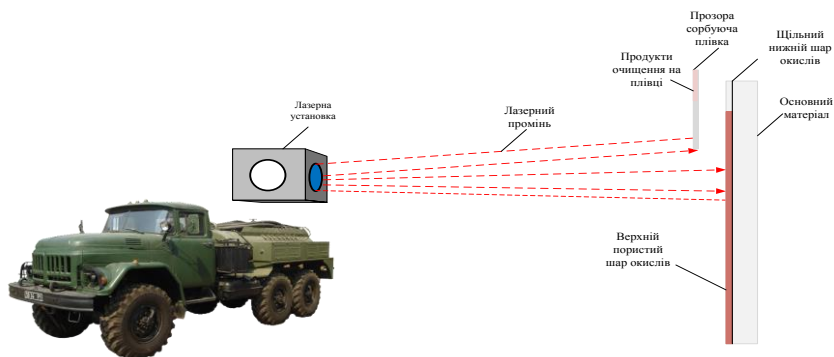 Прозора
сорбуюча
плівка
Щільний
нижній шар
окислів
Продукти
очищення на
плівці
Основний
матеріал
Лазерна
установка
Лазерний
промінь
Верхній
пористий
шар окислів